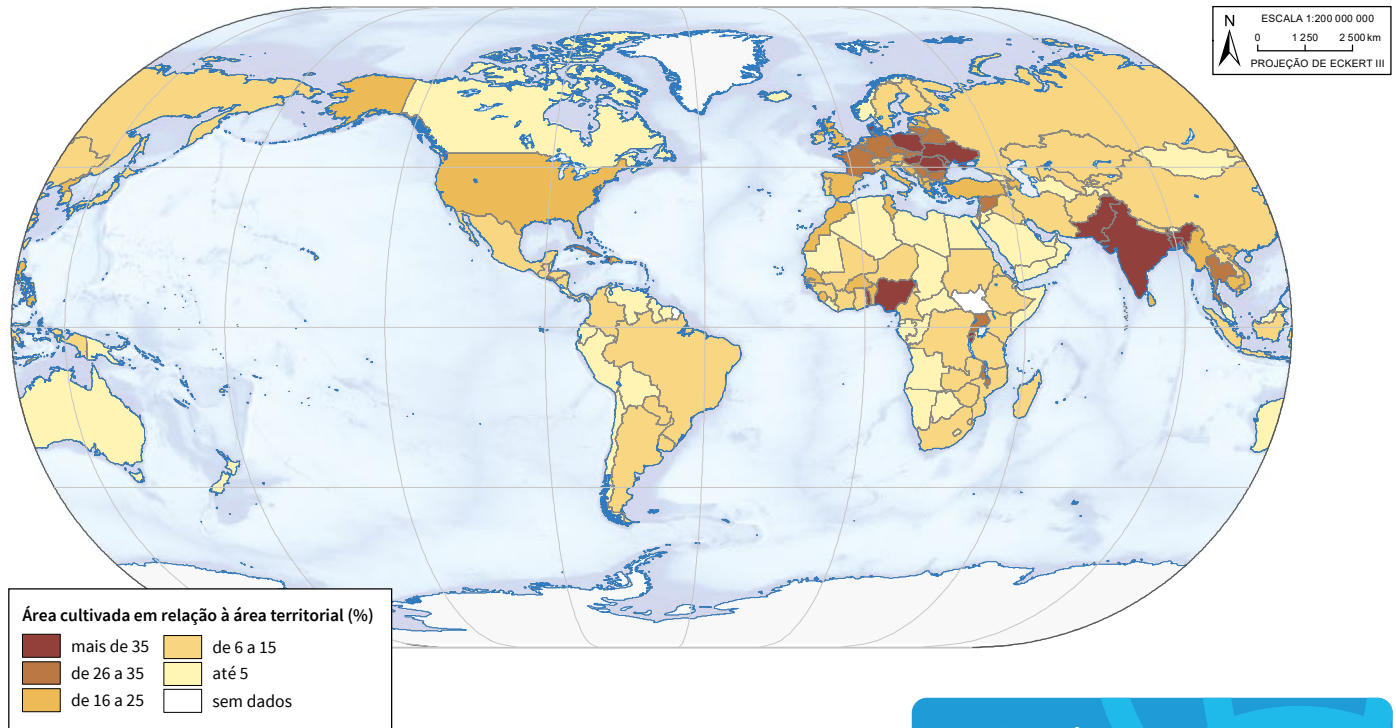 N
ESCALA 1:200 000 000
0 1 250 2 500 km
PROJEÇÃO DE ECKERT III
Área cultivada em relação à área territorial (%)
mais de 35
de 26 a 35
de 16 a 25
de 6 a 15
até 5
sem dados